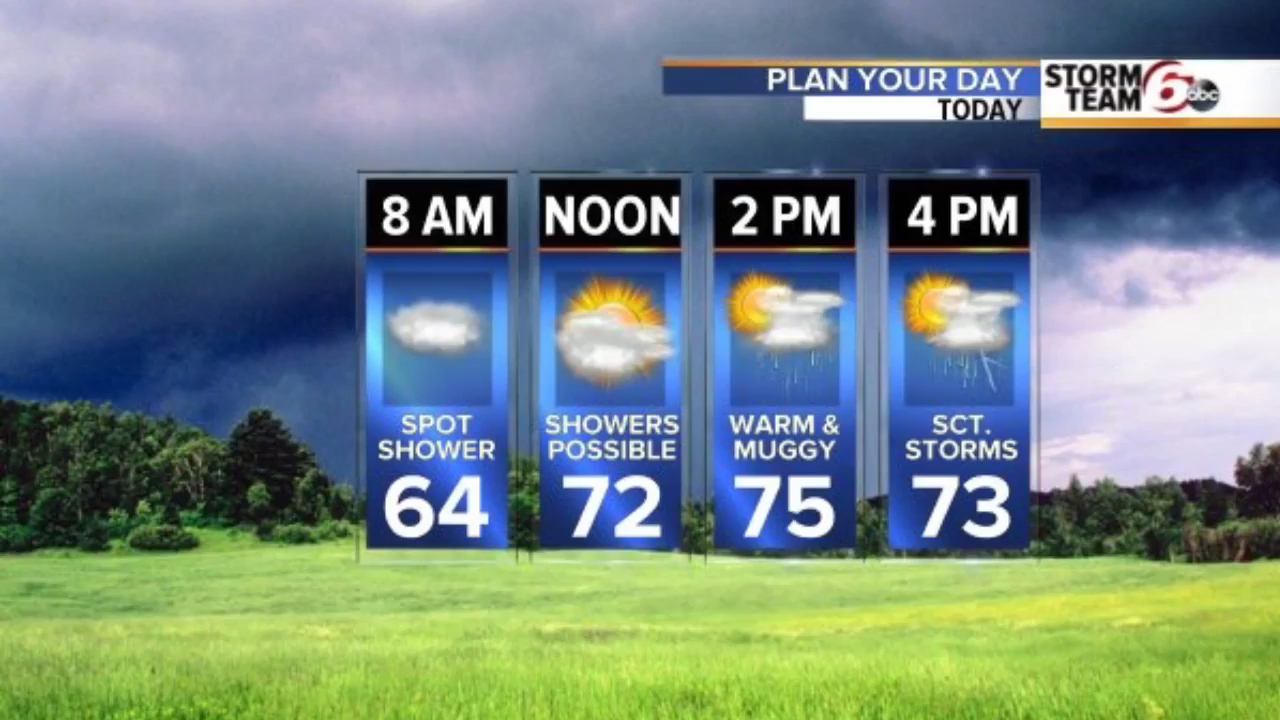 PLAN YOUR DAY
TODAY
STORM
TEAM 6 abc
8 AM
SPOT
SHOWER
64
NOON
SHOWERS
POSSIBLE
72
2 PM
WARM &
MUGGY
75
4 PM
SCT.
STORMS
73